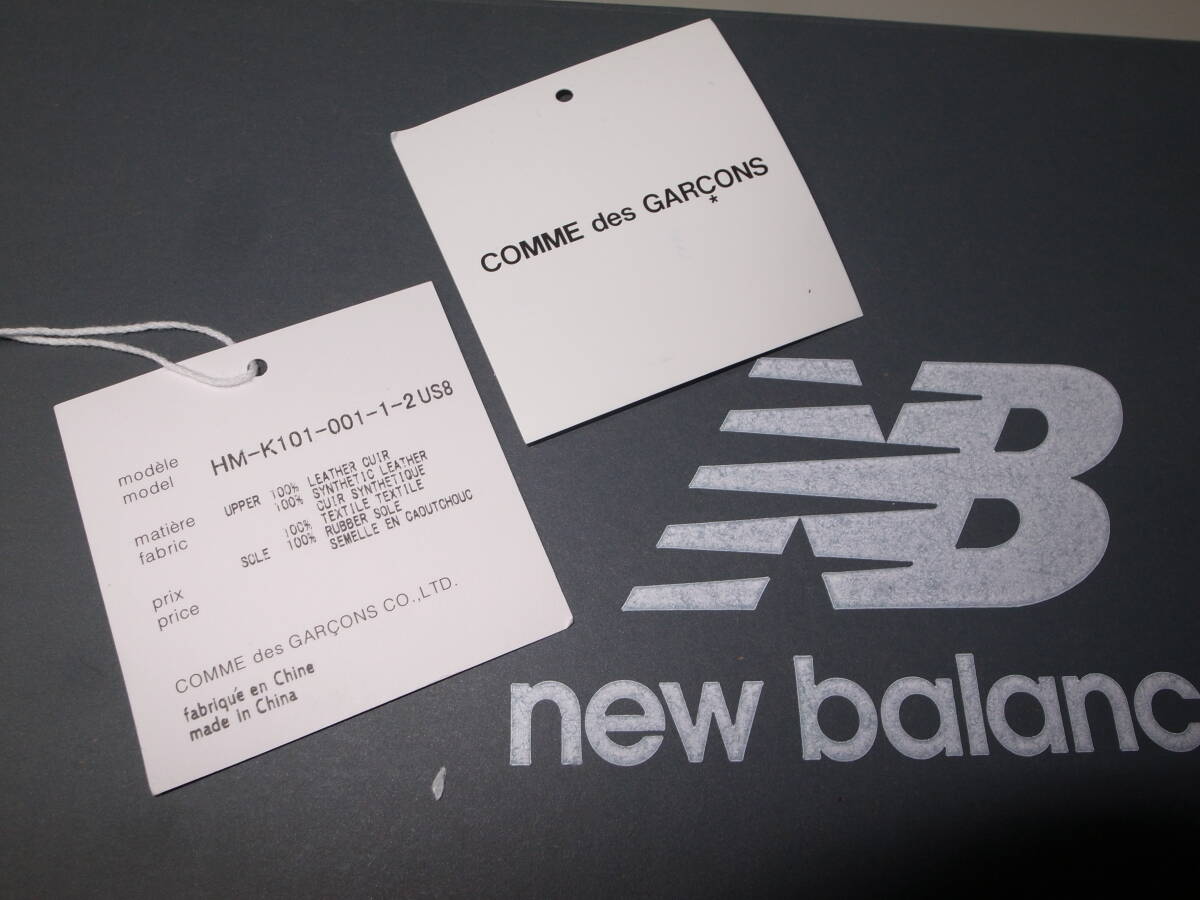 COMME des GARÇONS
*
modèle
model
HM-K101-001-1-2 US8
matière
fabric
UPPER 100% LEATHER CUIR
100% SYNTHETIC LEATHER
CUIR SYNTHETIQUE
100% TEXTILE TEXTILE
SOLE 100% RUBBER SOLE
SEMELLE EN CAOUTCHOUC
prix
price
COMME des GARÇONS CO.,LTD.
fabriqué en Chine
made in China
NB
new balanc